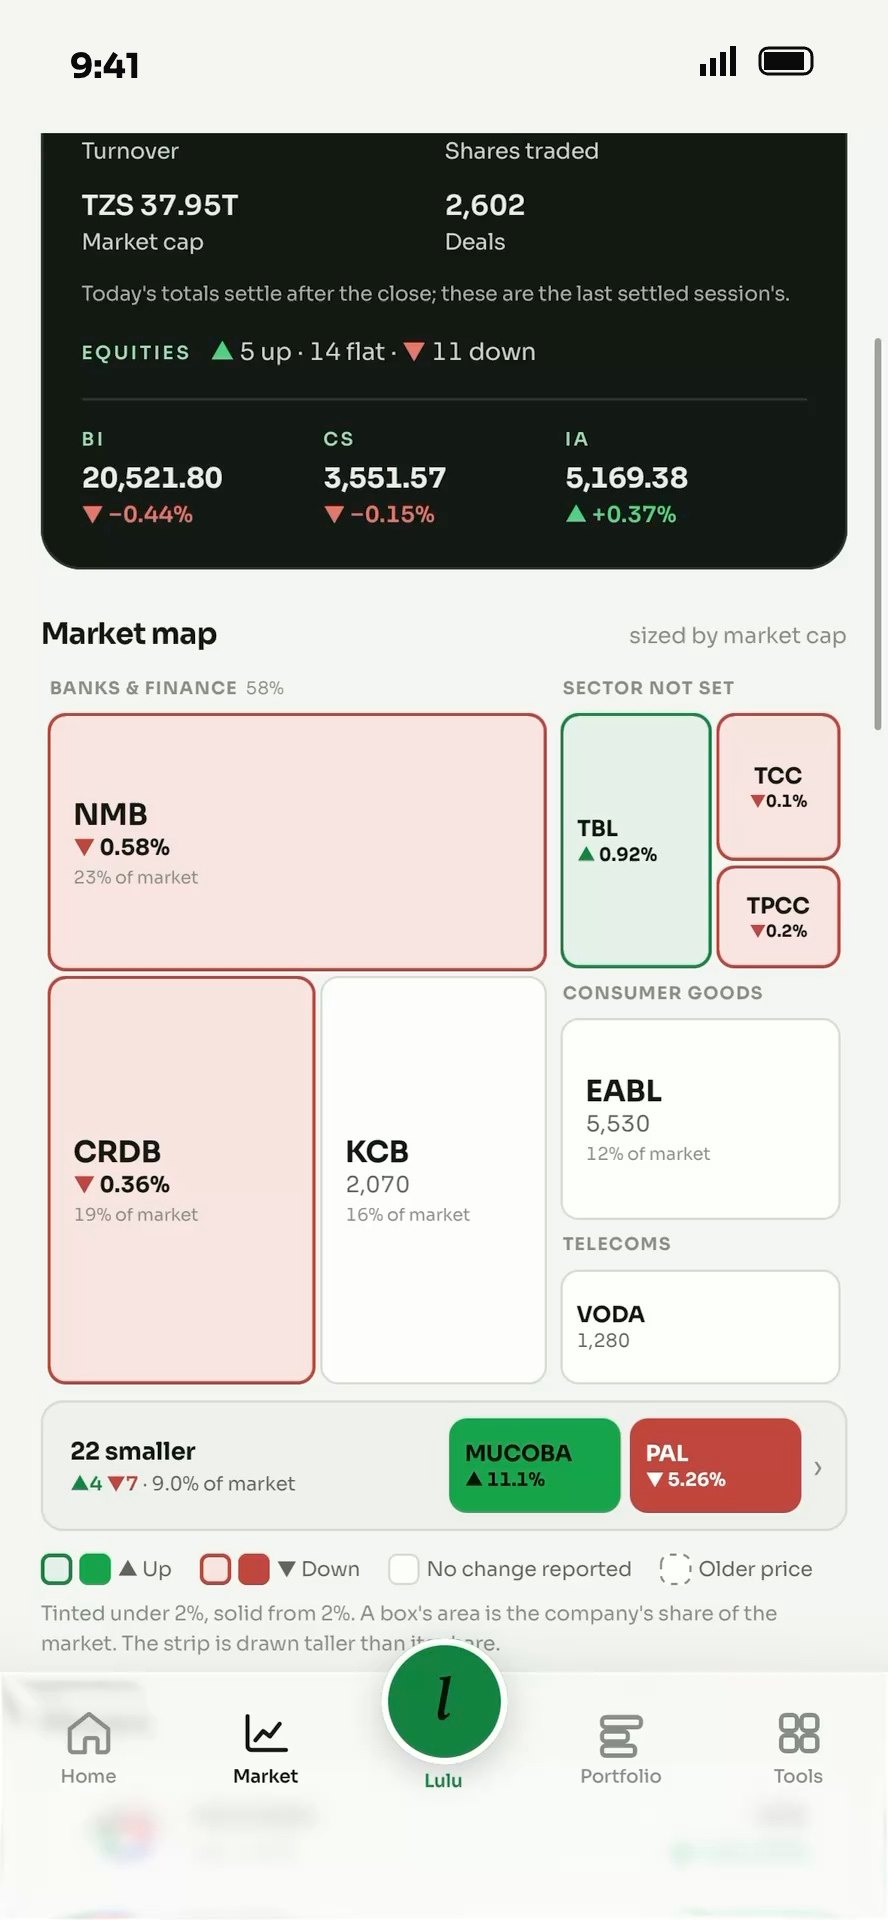 9:41
Turnover
Shares traded
TZS 37.95T
2,602
Market cap
Deals
Today's totals settle after the close; these are the last settled session's.
EQUITIES ▲ 5 up · 14 flat · ▼ 11 down
BI
CS
IA
20,521.80
3,551.57
5,169.38
▼ −0.44%
▼ −0.15%
▲ +0.37%
Market map
sized by market cap
BANKS & FINANCE 58%
NMB
▼ 0.58%
23% of market
CRDB
▼ 0.36%
19% of market
KCB
2,070
16% of market
SECTOR NOT SET
TBL
▲ 0.92%
TCC
▼0.1%
TPCC
▼0.2%
CONSUMER GOODS
EABL
5,530
12% of market
TELECOMS
VODA
1,280
22 smaller
▲4 ▼7 · 9.0% of market
MUCOBA
▲ 11.1%
PAL
▼ 5.26%
›
▲ Up
▼ Down
No change reported
Older price
Tinted under 2%, solid from 2%. A box's area is the company's share of the
market. The strip is drawn taller than
l
Home
Market
Lulu
Portfolio
Tools